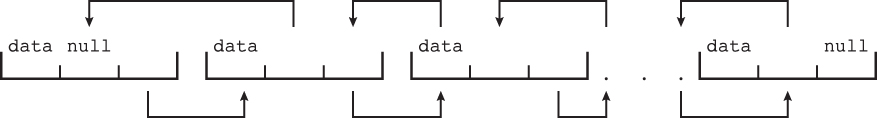 data null data data data null
. . .